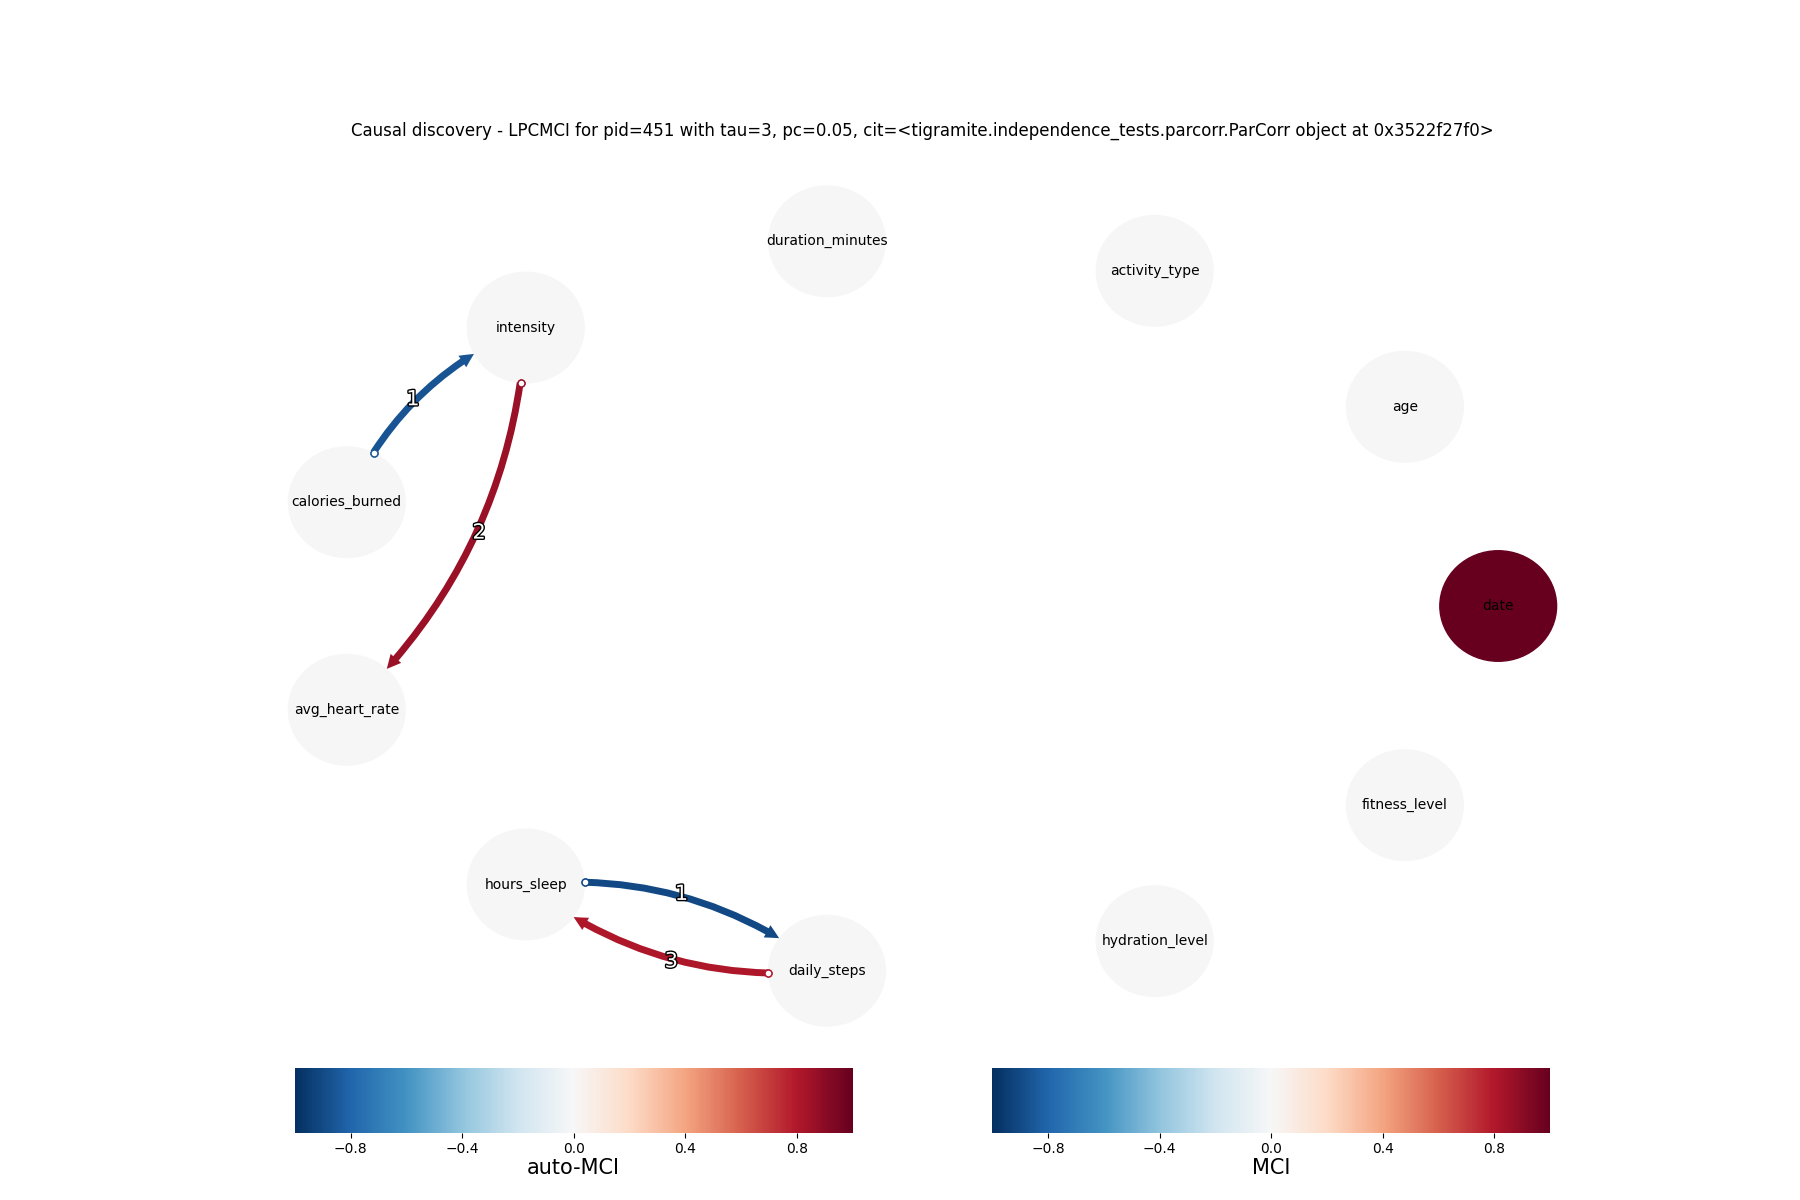 Causal discovery - LPCMCI for pid=451 with tau=3, pc=0.05, cit=<tigramite.independence_tests.parcorr.ParCorr object at 0x3522f27f0>
duration_minutes
activity_type
intensity
1
age
calories_burned
2
date
avg_heart_rate
fitness_level
hours_sleep
1
3
daily_steps
hydration_level
−0.8 −0.4 0.0 0.4 0.8
auto-MCI
−0.8 −0.4 0.0 0.4 0.8
MCI